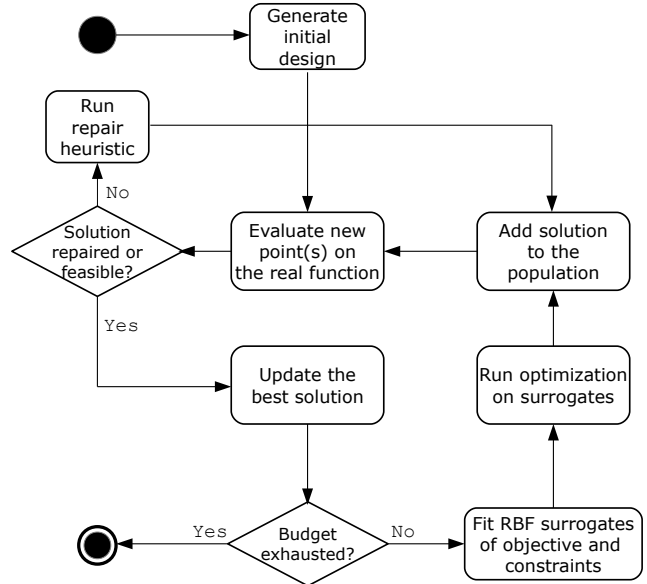 Generate
initial
design
Run
repair
heuristic
No
Solution
repaired or
feasible?
Evaluate new
point(s) on
the real function
Add solution
to the
population
Yes
Update the
best solution
Run optimization
on surrogates
Yes
Budget
exhausted?
No
Fit RBF surrogates
of objective and
constraints